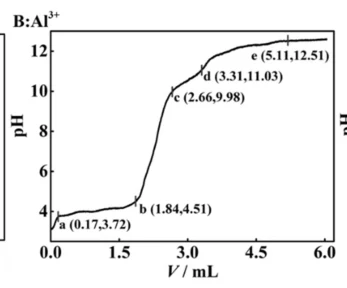 B:Al³⁺
12
10
8
6
4
pH
e (5.11,12.51)
d (3.31,11.03)
c (2.66,9.98)
b (1.84,4.51)
a (0.17,3.72)
0.0 1.5 3.0 4.5 6.0
V / mL
pH